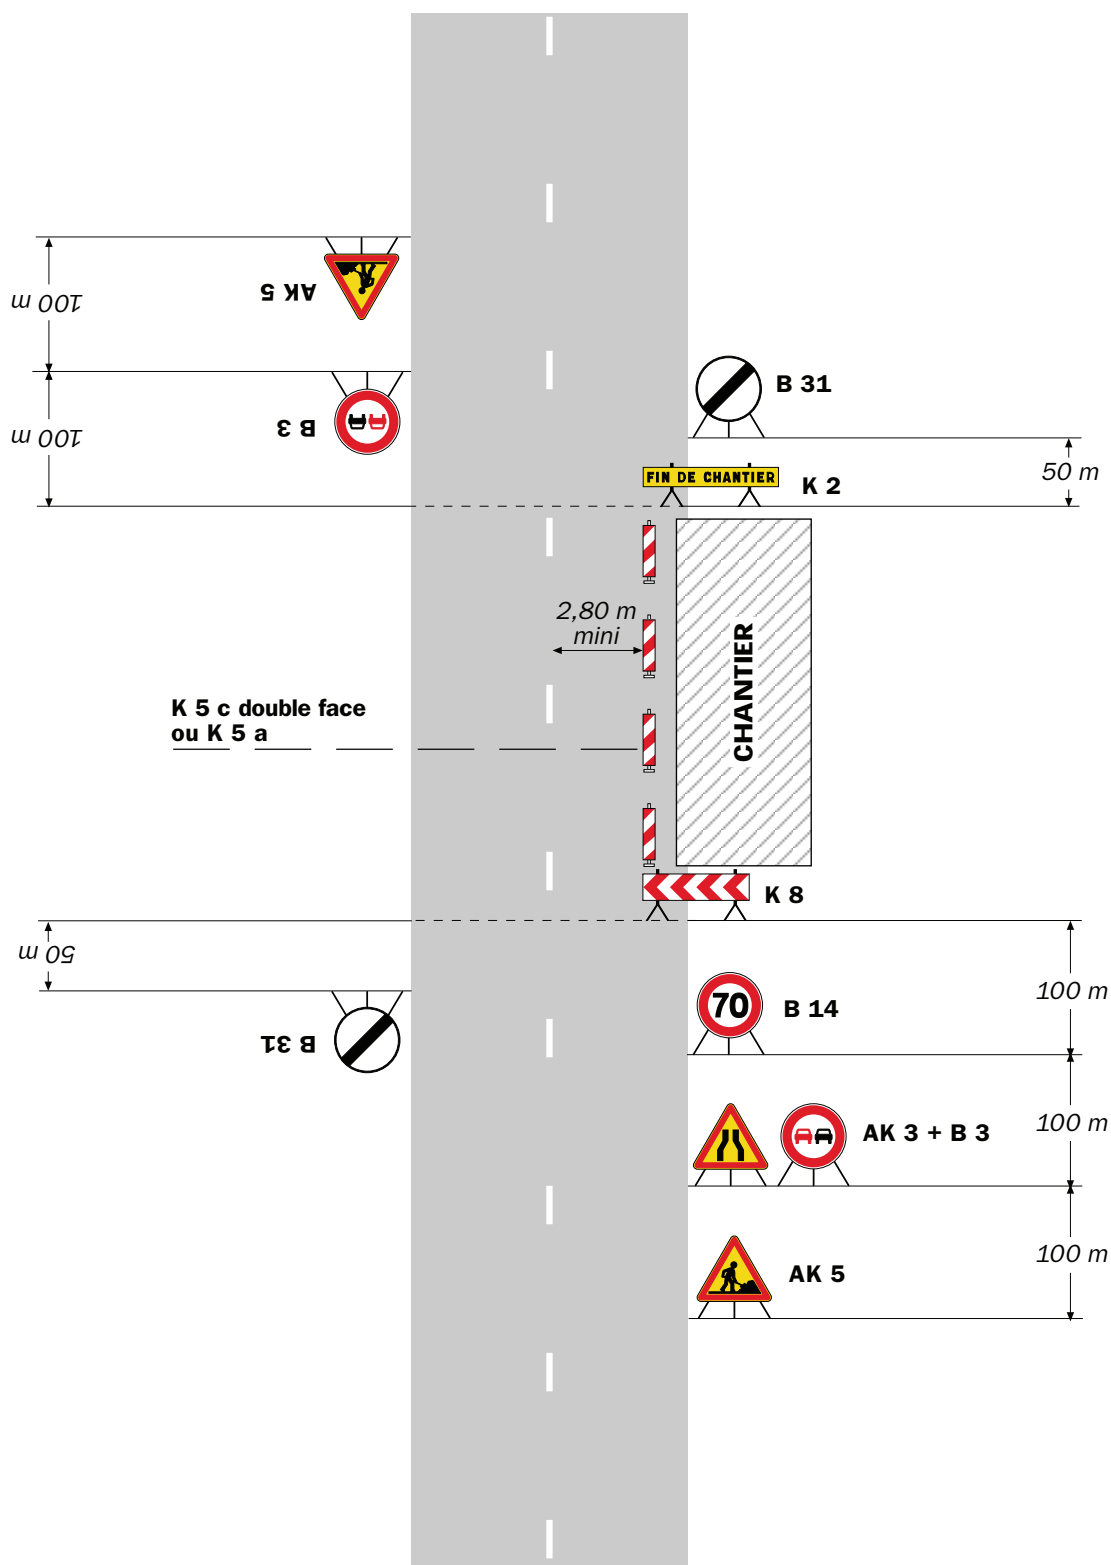 AK 5
100 m
B 3
100 m
B 31
50 m
FIN DE CHANTIER
K 2
2,80 m
mini
CHANTIER
K 5 c double face
ou K 5 a
K 8
50 m
B 31
70
B 14
100 m
AK 3 + B 3
100 m
AK 5
100 m